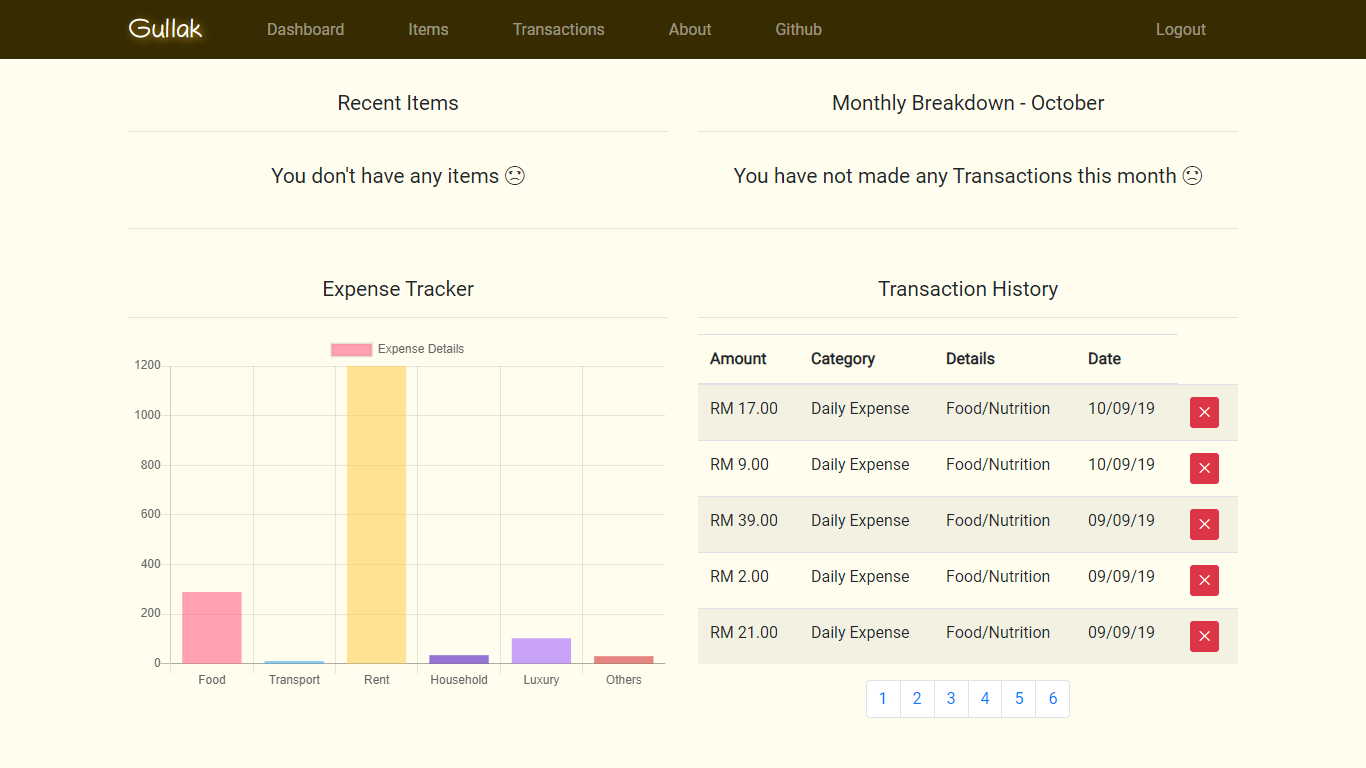 Gullak Dashboard Items Transactions About Github Logout
Recent Items
You don't have any items ☹
Monthly Breakdown - October
You have not made any Transactions this month ☹
Expense Tracker
Expense Details
1200
1000
800
600
400
200
0
Food Transport Rent Household Luxury Others
Transaction History
Amount Category Details Date
RM 17.00 Daily Expense Food/Nutrition 10/09/19 ×
RM 9.00 Daily Expense Food/Nutrition 10/09/19 ×
RM 39.00 Daily Expense Food/Nutrition 09/09/19 ×
RM 2.00 Daily Expense Food/Nutrition 09/09/19 ×
RM 21.00 Daily Expense Food/Nutrition 09/09/19 ×
1 2 3 4 5 6